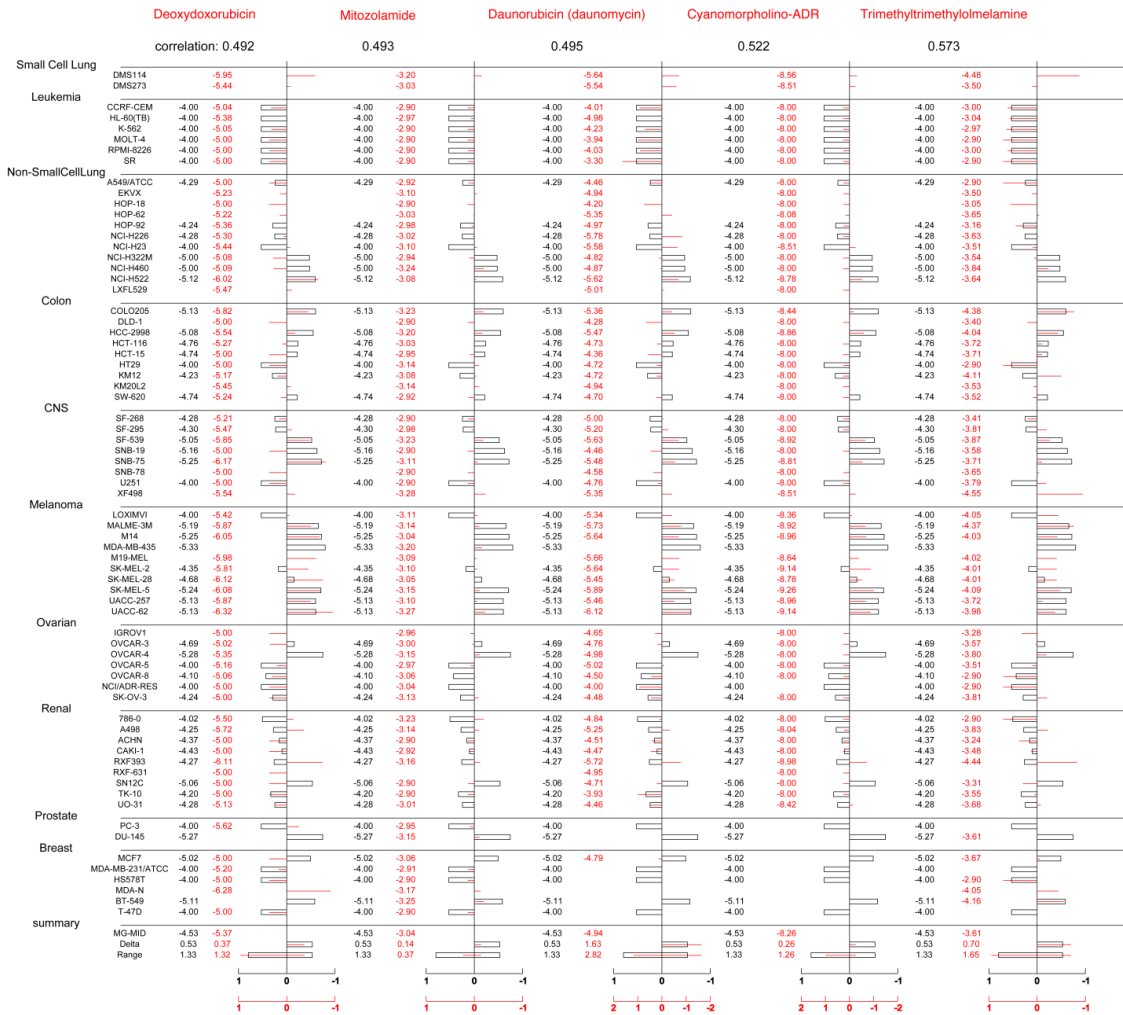 Deoxydoxorubicin Mitozolamide Daunorubicin (daunomycin) Cyanomorpholino-ADR Trimethyltrimethylolmelamine
correlation: 0.492 0.493 0.495 0.522 0.573
Small Cell Lung
DMS114 -5.95 -3.20 -5.64 -8.56 -4.48
DMS273 -5.44 -3.03 -5.54 -8.51 -3.50
Leukemia
CCRF-CEM -4.00 -5.04 -4.00 -2.90 -4.00 -4.01 -4.00 -8.00 -4.00 -3.00
HL-60(TB) -4.00 -5.38 -4.00 -2.97 -4.00 -4.98 -4.00 -8.00 -4.00 -3.04
K-562 -4.00 -5.05 -4.00 -2.90 -4.00 -4.23 -4.00 -8.00 -4.00 -2.97
MOLT-4 -4.00 -5.00 -4.00 -2.90 -4.00 -3.94 -4.00 -8.00 -4.00 -2.90
RPMI-8226 -4.00 -5.00 -4.00 -2.90 -4.00 -4.03 -4.00 -8.00 -4.00 -3.00
SR -4.00 -5.00 -4.00 -2.90 -4.00 -3.30 -4.00 -8.00 -4.00 -2.90
Non-SmallCellLung
A549/ATCC -4.29 -5.00 -4.29 -2.92 -4.29 -4.46 -4.29 -8.00 -4.29 -2.90
EKVX -5.23 -3.10 -4.94 -8.00 -3.50
HOP-18 -5.00 -2.90 -4.20 -8.00 -3.05
HOP-62 -5.22 -3.03 -5.35 -8.08 -3.65
HOP-92 -4.24 -5.36 -4.24 -2.98 -4.24 -4.97 -4.24 -8.00 -4.24 -3.16
NCI-H226 -4.28 -5.30 -4.28 -3.02 -4.28 -5.78 -4.28 -8.00 -4.28 -3.63
NCI-H23 -4.00 -5.44 -4.00 -3.10 -4.00 -5.58 -4.00 -8.51 -4.00 -3.51
NCI-H322M -5.00 -5.08 -5.00 -2.94 -5.00 -4.82 -5.00 -8.00 -5.00 -3.54
NCI-H460 -5.00 -5.09 -5.00 -3.24 -5.00 -4.87 -5.00 -8.00 -5.00 -3.84
NCI-H522 -5.12 -6.02 -5.12 -3.08 -5.12 -5.62 -5.12 -8.78 -5.12 -3.64
LXFL529 -5.47 -5.01 -8.00
Colon
COLO205 -5.13 -5.82 -5.13 -3.23 -5.13 -5.36 -5.13 -8.44 -5.13 -4.38
DLD-1 -5.00 -2.90 -4.28 -8.00 -3.40
HCC-2998 -5.08 -5.54 -5.08 -3.20 -5.08 -5.47 -5.08 -8.86 -5.08 -4.04
HCT-116 -4.76 -5.27 -4.76 -3.03 -4.76 -4.73 -4.76 -8.00 -4.76 -3.72
HCT-15 -4.74 -5.00 -4.74 -2.95 -4.74 -4.36 -4.74 -8.00 -4.74 -3.71
HT29 -4.00 -5.00 -4.00 -3.14 -4.00 -4.72 -4.00 -8.00 -4.00 -2.90
KM12 -4.23 -5.17 -4.23 -3.08 -4.23 -4.72 -4.23 -8.00 -4.23 -4.11
KM20L2 -5.45 -3.14 -4.94 -8.00 -3.53
SW-620 -4.74 -5.24 -4.74 -2.92 -4.74 -4.70 -4.74 -8.00 -4.74 -3.52
CNS
SF-268 -4.28 -5.21 -4.28 -2.90 -4.28 -5.00 -4.28 -8.00 -4.28 -3.41
SF-295 -4.30 -5.47 -4.30 -2.98 -4.30 -5.20 -4.30 -8.00 -4.30 -3.81
SF-539 -5.05 -5.85 -5.05 -3.23 -5.05 -5.63 -5.05 -8.92 -5.05 -3.87
SNB-19 -5.16 -5.00 -5.16 -2.90 -5.16 -4.46 -5.16 -8.00 -5.16 -3.58
SNB-75 -5.25 -6.17 -5.25 -3.11 -5.25 -5.48 -5.25 -8.81 -5.25 -3.71
SNB-78 -5.00 -2.90 -4.58 -8.00 -3.65
U251 -4.00 -5.00 -4.00 -2.90 -4.00 -4.76 -4.00 -8.00 -4.00 -3.79
XF498 -5.54 -3.28 -5.35 -8.51 -4.55
Melanoma
LOXIMVI -4.00 -5.42 -4.00 -3.11 -4.00 -5.34 -4.00 -8.36 -4.00 -4.05
MALME-3M -5.19 -5.87 -5.19 -3.14 -5.19 -5.73 -5.19 -8.92 -5.19 -4.37
M14 -5.25 -6.05 -5.25 -3.04 -5.25 -5.64 -5.25 -8.96 -5.25 -4.03
MDA-MB-435 -5.33 -5.33 -3.20 -5.33 -5.33 -5.33
M19-MEL -5.98 -3.09 -5.66 -8.64 -4.02
SK-MEL-2 -4.35 -5.81 -4.35 -3.10 -4.35 -5.64 -4.35 -9.14 -4.35 -4.01
SK-MEL-28 -4.68 -6.12 -4.68 -3.05 -4.68 -5.45 -4.68 -8.78 -4.68 -4.01
SK-MEL-5 -5.24 -6.08 -5.24 -3.15 -5.24 -5.89 -5.24 -9.26 -5.24 -4.09
UACC-257 -5.13 -5.87 -5.13 -3.10 -5.13 -5.46 -5.13 -8.96 -5.13 -3.72
UACC-62 -5.13 -6.32 -5.13 -3.27 -5.13 -6.12 -5.13 -9.14 -5.13 -3.98
Ovarian
IGROV1 -5.00 -2.96 -4.65 -8.00 -3.28
OVCAR-3 -4.69 -5.02 -4.69 -3.00 -4.69 -4.76 -4.69 -8.00 -4.69 -3.57
OVCAR-4 -5.28 -5.35 -5.28 -3.15 -5.28 -4.98 -5.28 -8.00 -5.28 -3.80
OVCAR-5 -4.00 -5.16 -4.00 -2.97 -4.00 -5.02 -4.00 -8.00 -4.00 -3.51
OVCAR-8 -4.10 -5.06 -4.10 -3.06 -4.10 -4.50 -4.10 -8.00 -4.10 -2.90
NCI/ADR-RES -4.00 -5.00 -4.00 -3.04 -4.00 -4.00 -4.00 -4.00 -2.90
SK-OV-3 -4.24 -5.00 -4.24 -3.13 -4.24 -4.48 -4.24 -8.00 -4.24 -3.81
Renal
786-0 -4.02 -5.50 -4.02 -3.23 -4.02 -4.84 -4.02 -8.00 -4.02 -2.90
A498 -4.25 -5.72 -4.25 -3.14 -4.25 -5.25 -4.25 -8.04 -4.25 -3.83
ACHN -4.37 -5.00 -4.37 -2.90 -4.37 -4.51 -4.37 -8.00 -4.37 -3.24
CAKI-1 -4.43 -5.00 -4.43 -2.92 -4.43 -4.47 -4.43 -8.00 -4.43 -3.48
RXF393 -4.27 -6.11 -4.27 -3.16 -4.27 -5.72 -4.27 -8.98 -4.27 -4.44
RXF-631 -5.00 -2.90 -4.95 -8.00
SN12C -5.06 -5.00 -5.06 -2.90 -5.06 -4.71 -5.06 -8.00 -5.06 -3.31
TK-10 -4.20 -5.00 -4.20 -2.90 -4.20 -3.93 -4.20 -8.00 -4.20 -3.55
UO-31 -4.28 -5.13 -4.28 -3.01 -4.28 -4.46 -4.28 -8.42 -4.28 -3.68
Prostate
PC-3 -4.00 -5.62 -4.00 -2.95 -4.00 -4.00 -4.00
DU-145 -5.27 -5.27 -3.15 -5.27 -5.27 -5.27 -3.61
Breast
MCF7 -5.02 -5.00 -5.02 -3.06 -5.02 -4.79 -5.02 -5.02 -3.67
MDA-MB-231/ATCC -4.00 -5.20 -4.00 -2.91 -4.00 -4.00 -4.00
HS578T -4.00 -5.00 -4.00 -2.90 -4.00 -4.00 -4.00 -2.90
MDA-N -6.28 -3.17 -4.05
BT-549 -5.11 -5.11 -3.25 -5.11 -5.11 -5.11 -4.16
T-47D -4.00 -5.00 -4.00 -2.90 -4.00 -4.00 -4.00
summary
MG-MID -4.53 -5.37 -4.53 -3.04 -4.53 -4.94 -4.53 -8.26 -4.53 -3.61
Delta 0.53 0.37 0.53 0.14 0.53 1.63 0.53 0.26 0.53 0.70
Range 1.33 1.32 1.33 0.37 1.33 2.82 1.33 1.26 1.33 1.65
1 0 -1 1 0 -1 1 0 -1 1 0 -1 1 0 -1
1 0 -1 1 0 -1 2 1 0 -1 -2 2 1 0 -1 -2 1 0 -1